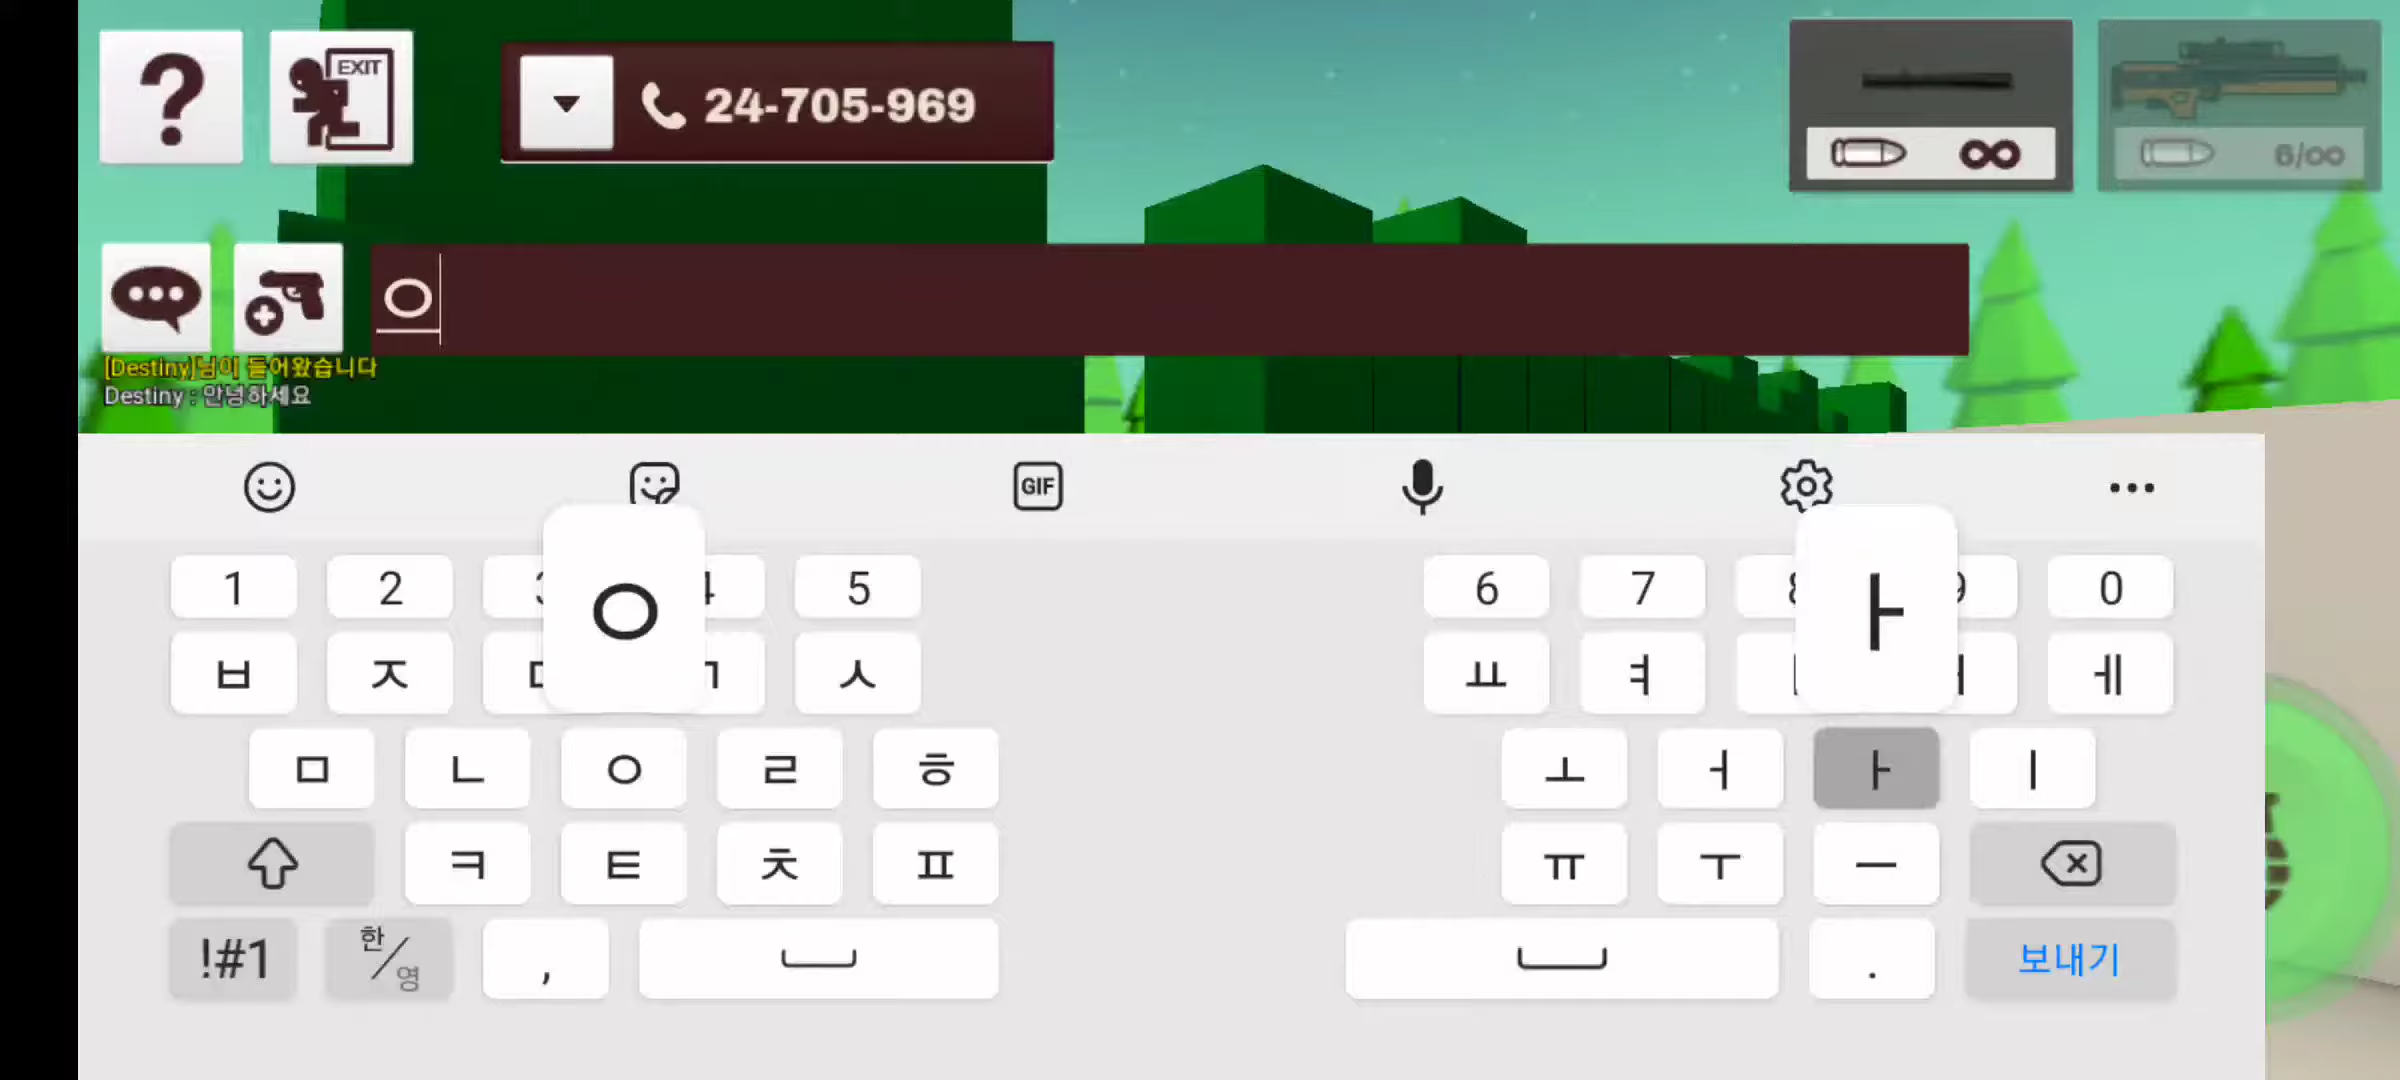 ?
EXIT
24-705-969
∞
6/∞
ㅇ
[Destiny]님이 들어왔습니다
Destiny : 안녕하세요
GIF
1 2 5 6 7 0
ㅇ ㅏ
ㅂ ㅈ ㅅ ㅛ ㅕ ㅔ
ㅁ ㄴ ㅇ ㄹ ㅎ ㅗ ㅓ ㅏ ㅣ
ㅋ ㅌ ㅊ ㅍ ㅠ ㅜ ㅡ
!#1 한/영 , . 보내기